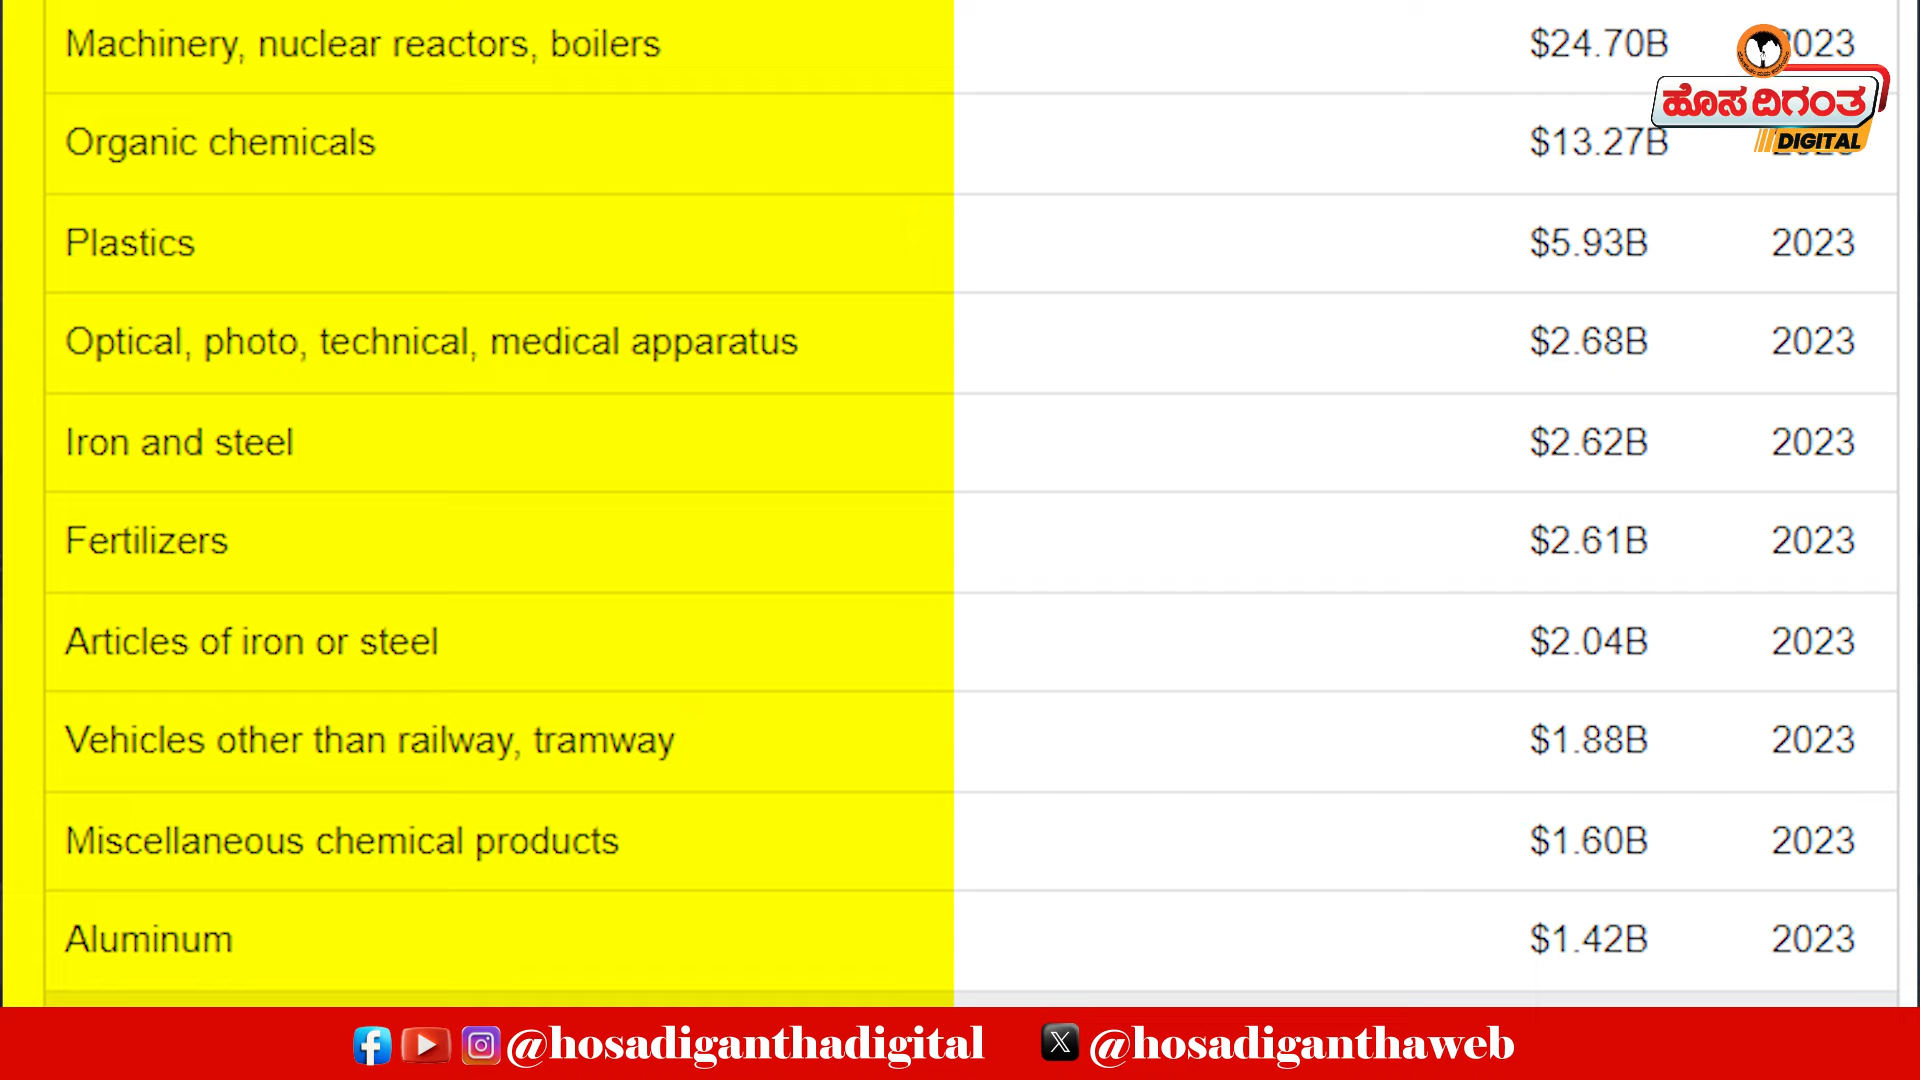 Machinery, nuclear reactors, boilers $24.70B 2023
ಹೊಸ ದಿಗಂತ
DIGITAL
Organic chemicals $13.27B
Plastics $5.93B 2023
Optical, photo, technical, medical apparatus $2.68B 2023
Iron and steel $2.62B 2023
Fertilizers $2.61B 2023
Articles of iron or steel $2.04B 2023
Vehicles other than railway, tramway $1.88B 2023
Miscellaneous chemical products $1.60B 2023
Aluminum $1.42B 2023
@hosadiganthadigital @hosadiganthaweb